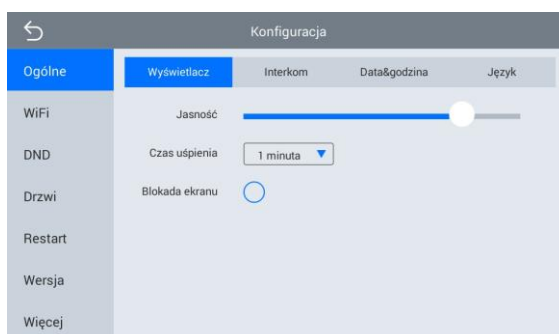 Konfiguracja
Ogólne
Wyświetlacz Interkom Data&godzina Język
WiFi
Jasność
DND
Czas uśpienia 1 minuta
Drzwi
Blokada ekranu
Restart
Wersja
Więcej